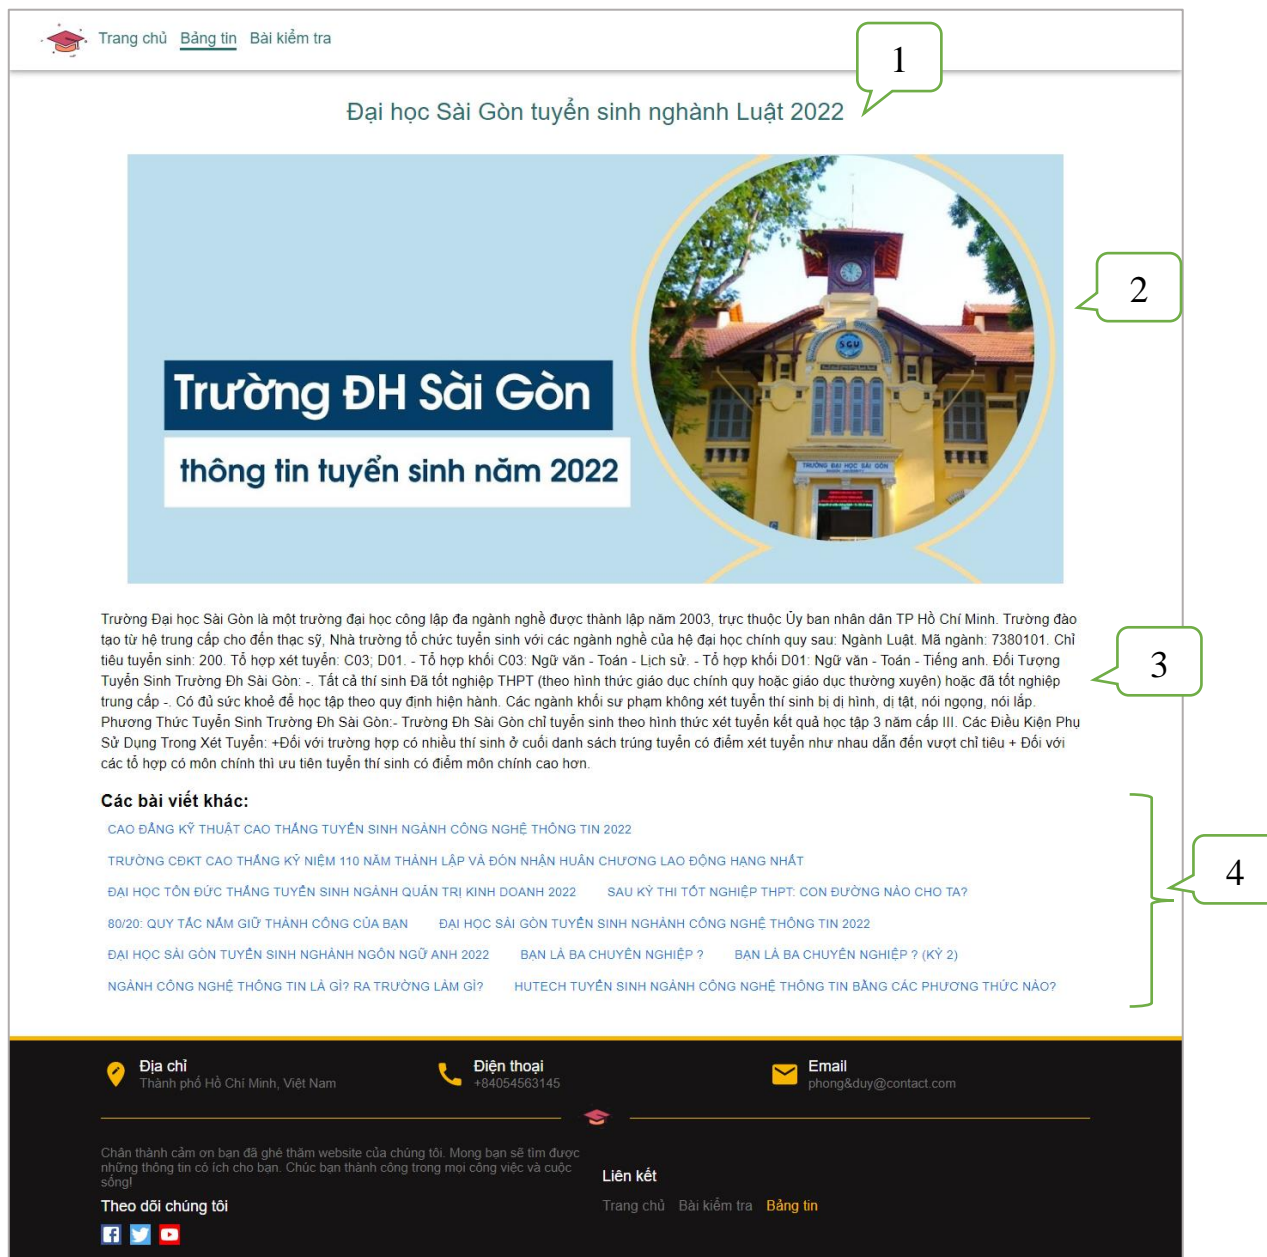 Trang chủ Bảng tin Bài kiểm tra
1
Đại học Sài Gòn tuyển sinh nghành Luật 2022
2
SGU
TRƯỜNG ĐẠI HỌC SÀI GÒN
Trường ĐH Sài Gòn
thông tin tuyển sinh năm 2022
Trường Đại học Sài Gòn là một trường đại học công lập đa ngành nghề được thành lập năm 2003, trực thuộc Ủy ban nhân dân TP Hồ Chí Minh. Trường đào
tạo từ hệ trung cấp cho đến thạc sỹ, Nhà trường tổ chức tuyển sinh với các ngành nghề của hệ đại học chính quy sau: Ngành Luật. Mã ngành: 7380101. Chỉ
tiêu tuyển sinh: 200. Tổ hợp xét tuyển: C03; D01. - Tổ hợp khối C03: Ngữ văn - Toán - Lịch sử. - Tổ hợp khối D01: Ngữ văn - Toán - Tiếng anh. Đối Tượng
Tuyển Sinh Trường Đh Sài Gòn: -. Tất cả thí sinh Đã tốt nghiệp THPT (theo hình thức giáo dục chính quy hoặc giáo dục thường xuyên) hoặc đã tốt nghiệp
trung cấp -. Có đủ sức khoẻ để học tập theo quy định hiện hành. Các ngành khối sư phạm không xét tuyển thí sinh bị dị hình, dị tật, nói ngọng, nói lắp.
Phương Thức Tuyển Sinh Trường Đh Sài Gòn:- Trường Đh Sài Gòn chỉ tuyển sinh theo hình thức xét tuyển kết quả học tập 3 năm cấp III. Các Điều Kiện Phụ
Sử Dụng Trong Xét Tuyển: +Đối với trường hợp có nhiều thí sinh ở cuối danh sách trúng tuyển có điểm xét tuyển như nhau dẫn đến vượt chỉ tiêu + Đối với
các tổ hợp có môn chính thì ưu tiên tuyển thí sinh có điểm môn chính cao hơn.
3
Các bài viết khác:
CAO ĐẲNG KỸ THUẬT CAO THẮNG TUYỂN SINH NGÀNH CÔNG NGHỆ THÔNG TIN 2022
TRƯỜNG CĐKT CAO THẮNG KỶ NIỆM 110 NĂM THÀNH LẬP VÀ ĐÓN NHẬN HUÂN CHƯƠNG LAO ĐỘNG HẠNG NHẤT
ĐẠI HỌC TÔN ĐỨC THẮNG TUYỂN SINH NGÀNH QUẢN TRỊ KINH DOANH 2022 SAU KỲ THI TỐT NGHIỆP THPT: CON ĐƯỜNG NÀO CHO TA?
80/20: QUY TẮC NẮM GIỮ THÀNH CÔNG CỦA BẠN ĐẠI HỌC SÀI GÒN TUYỂN SINH NGHÀNH CÔNG NGHỆ THÔNG TIN 2022
ĐẠI HỌC SÀI GÒN TUYỂN SINH NGHÀNH NGÔN NGỮ ANH 2022 BẠN LÀ BA CHUYÊN NGHIỆP ? BẠN LÀ BA CHUYÊN NGHIỆP ? (KỲ 2)
NGÀNH CÔNG NGHỆ THÔNG TIN LÀ GÌ? RA TRƯỜNG LÀM GÌ? HUTECH TUYỂN SINH NGÀNH CÔNG NGHỆ THÔNG TIN BẰNG CÁC PHƯƠNG THỨC NÀO?
4
Địa chỉ
Thành phố Hồ Chí Minh, Việt Nam
Điện thoại
+84054563145
Email
phong&duy@contact.com
Chân thành cảm ơn bạn đã ghé thăm website của chúng tôi. Mong bạn sẽ tìm được
những thông tin có ích cho bạn. Chúc bạn thành công trong mọi công việc và cuộc
sống!
Theo dõi chúng tôi
Liên kết
Trang chủ Bài kiểm tra Bảng tin